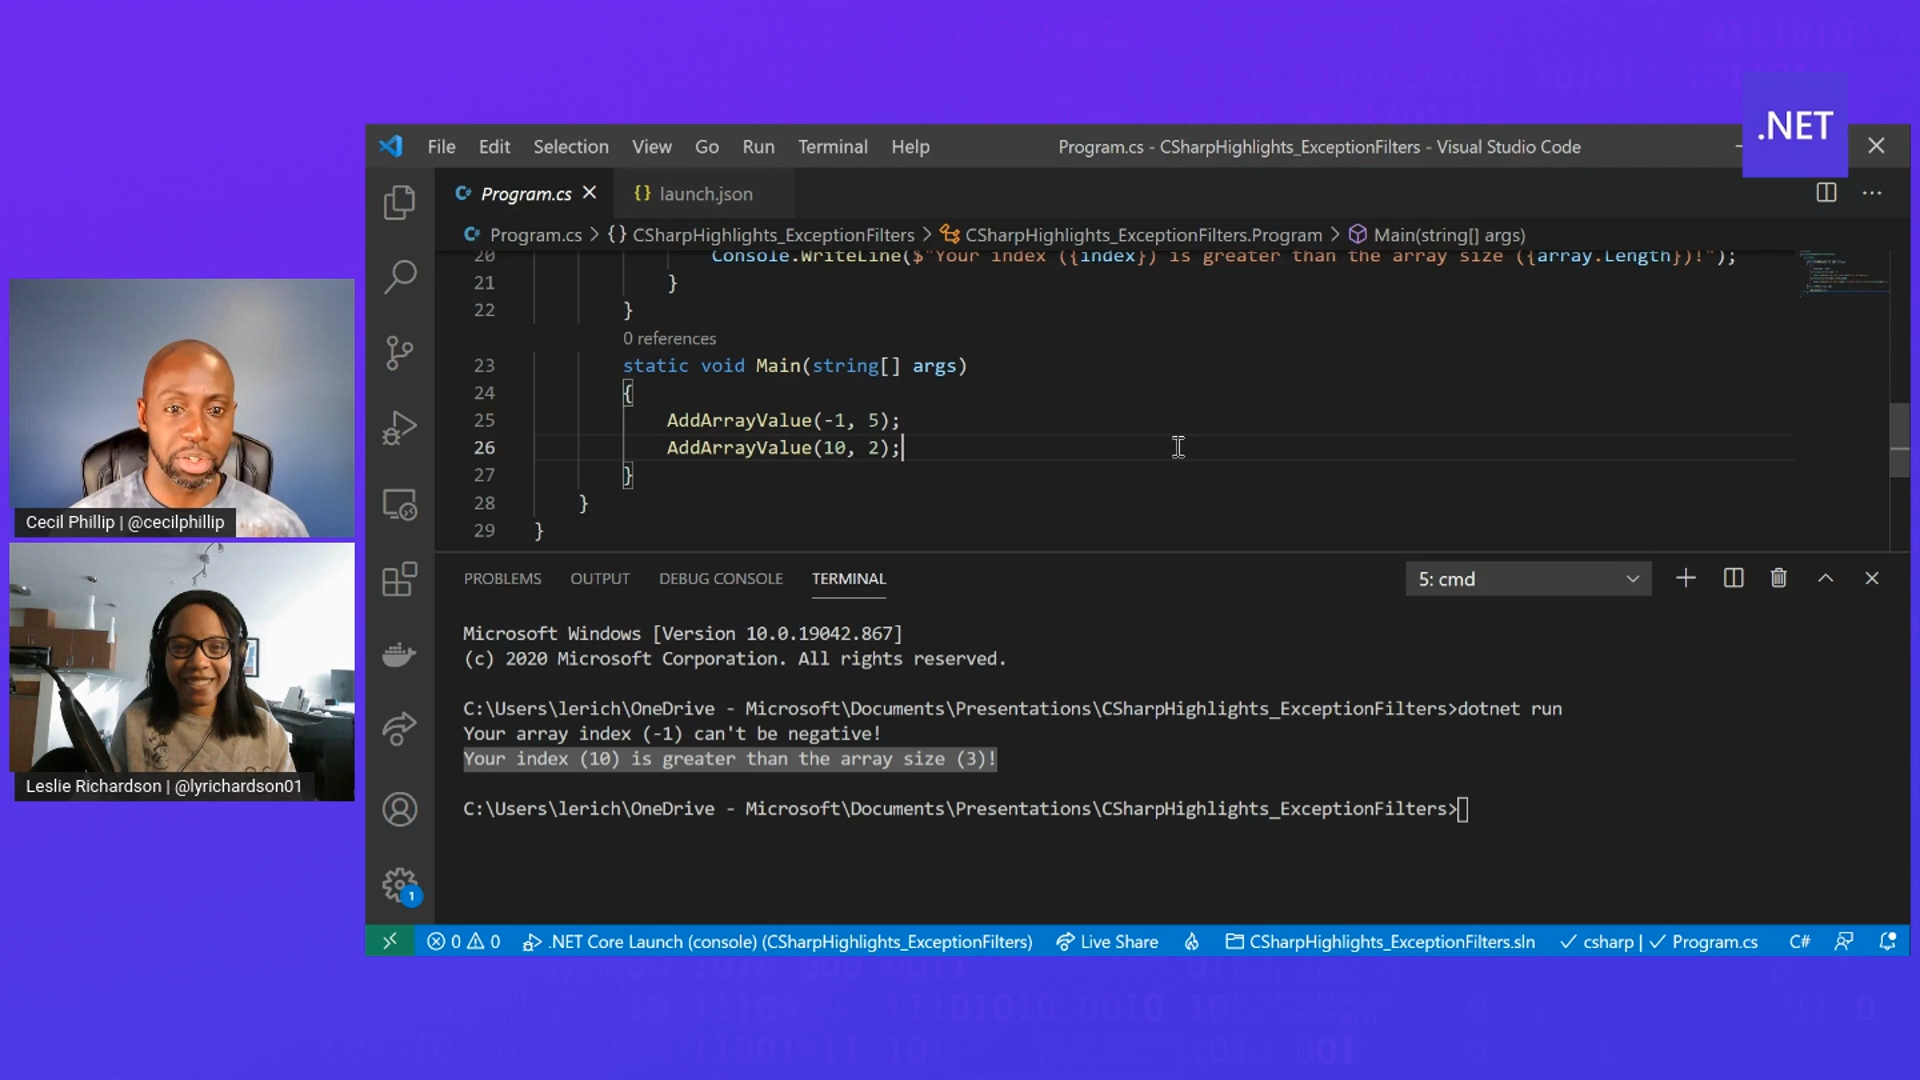 .NET
File Edit Selection View Go Run Terminal Help Program.cs - CSharpHighlights_ExceptionFilters - Visual Studio Code
Program.cs launch.json
Program.cs > {} CSharpHighlights_ExceptionFilters > CSharpHighlights_ExceptionFilters.Program > Main(string[] args)
20 Console.WriteLine($"Your index ({index}) is greater than the array size ({array.Length})!");
21 }
22 }
0 references
23 static void Main(string[] args)
24 {
25 AddArrayValue(-1, 5);
26 AddArrayValue(10, 2);
27 }
28 }
29 }
PROBLEMS OUTPUT DEBUG CONSOLE TERMINAL 5: cmd
Microsoft Windows [Version 10.0.19042.867]
(c) 2020 Microsoft Corporation. All rights reserved.
C:\Users\lerich\OneDrive - Microsoft\Documents\Presentations\CSharpHighlights_ExceptionFilters>dotnet run
Your array index (-1) can't be negative!
Your index (10) is greater than the array size (3)!
C:\Users\lerich\OneDrive - Microsoft\Documents\Presentations\CSharpHighlights_ExceptionFilters>
1
0 0 .NET Core Launch (console) (CSharpHighlights_ExceptionFilters) Live Share CSharpHighlights_ExceptionFilters.sln csharp | Program.cs C#
Cecil Phillip | @cecilphillip
Leslie Richardson | @lyrichardson01